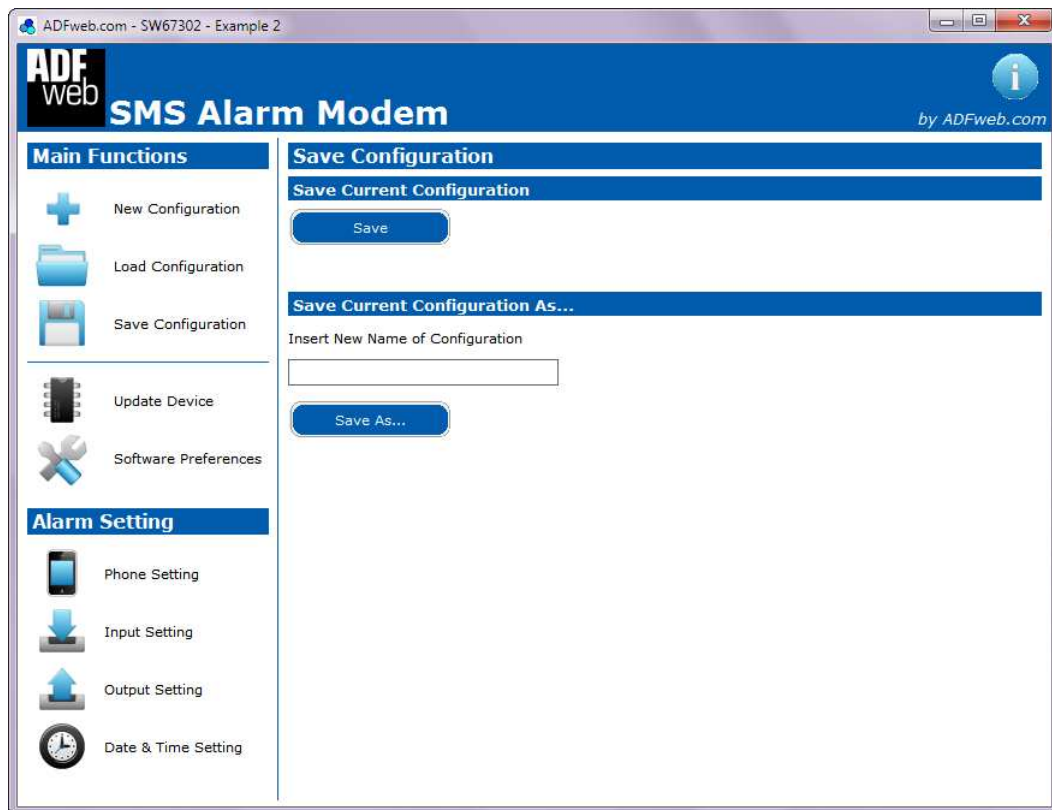 ADFweb.com - SW67302 - Example 2
ADF
web
SMS Alarm Modem
i
by ADFweb.com
Main Functions
New Configuration
Load Configuration
Save Configuration
Update Device
Software Preferences
Alarm Setting
Phone Setting
Input Setting
Output Setting
Date & Time Setting
Save Configuration
Save Current Configuration
Save
Save Current Configuration As...
Insert New Name of Configuration
Save As...